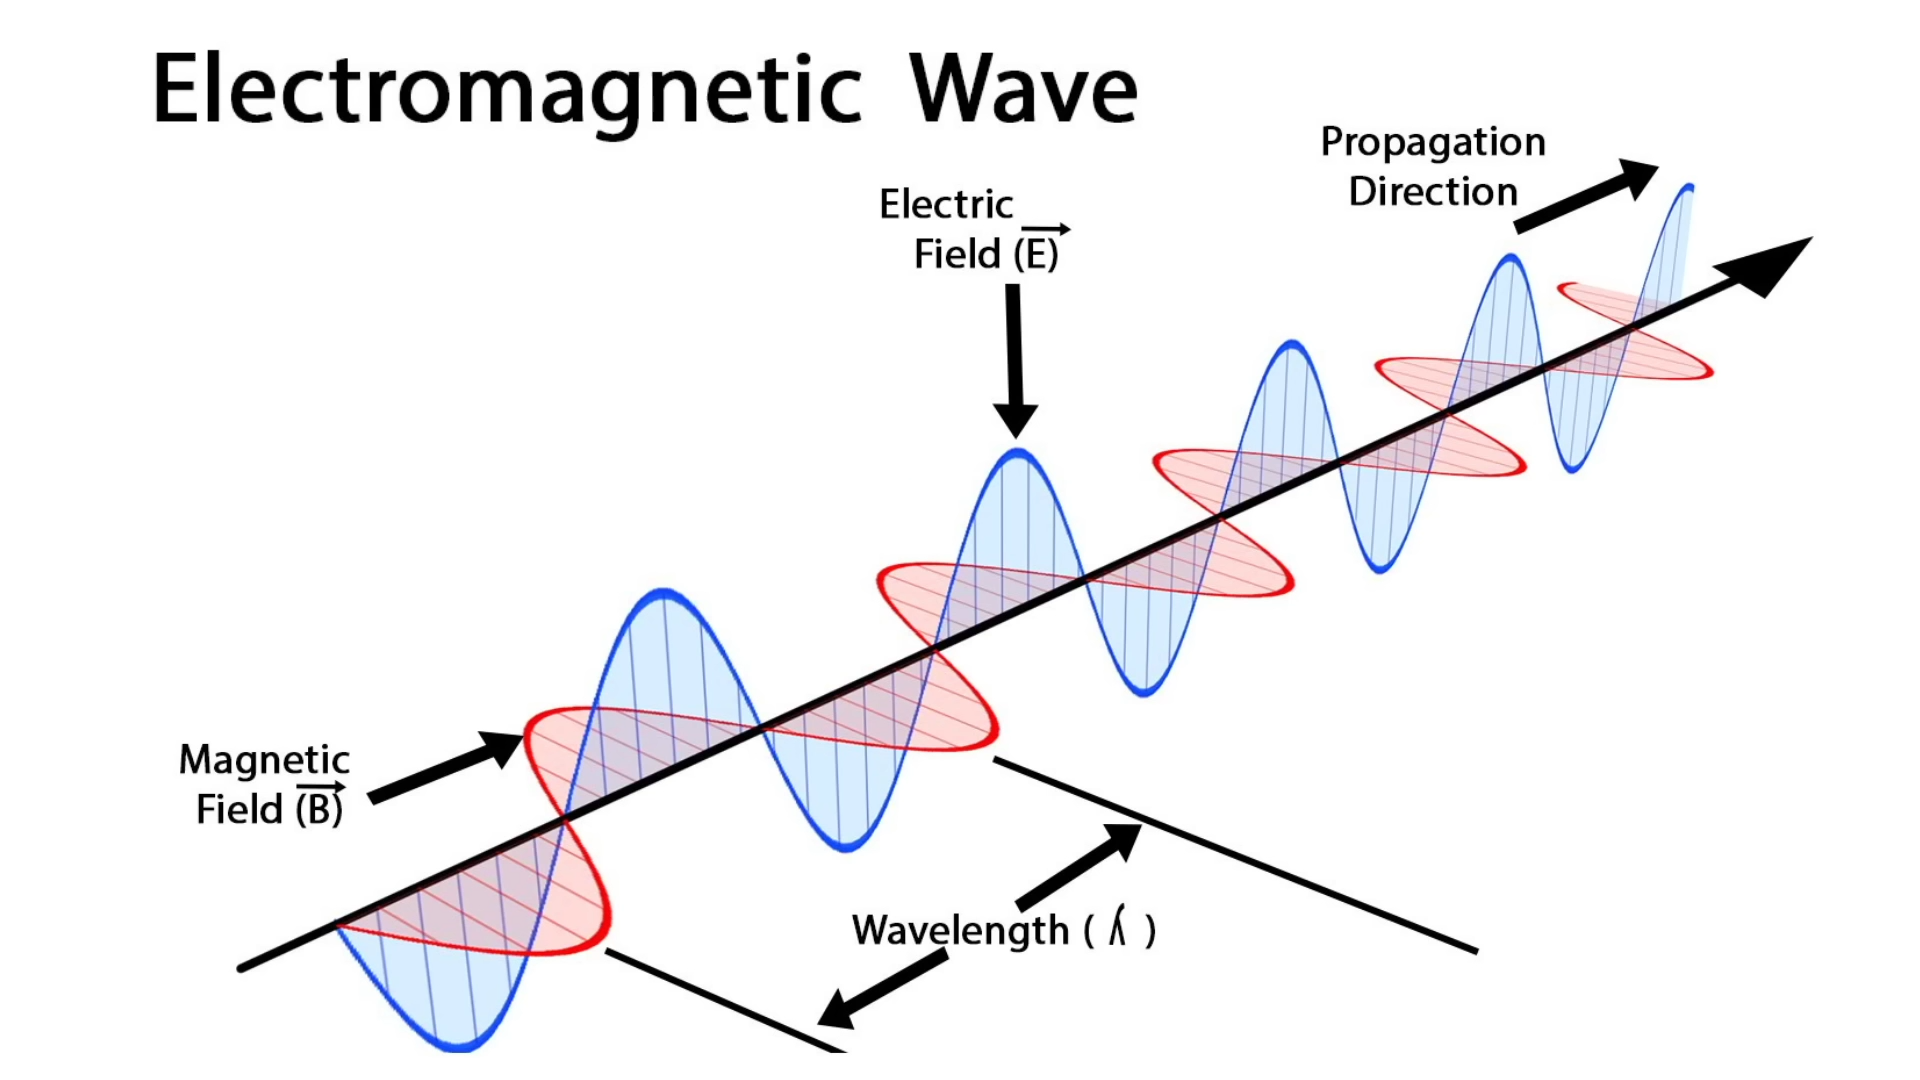 Electromagnetic Wave
Propagation
Direction
Electric
Field (E)
Magnetic
Field (B)
Wavelength ( λ )